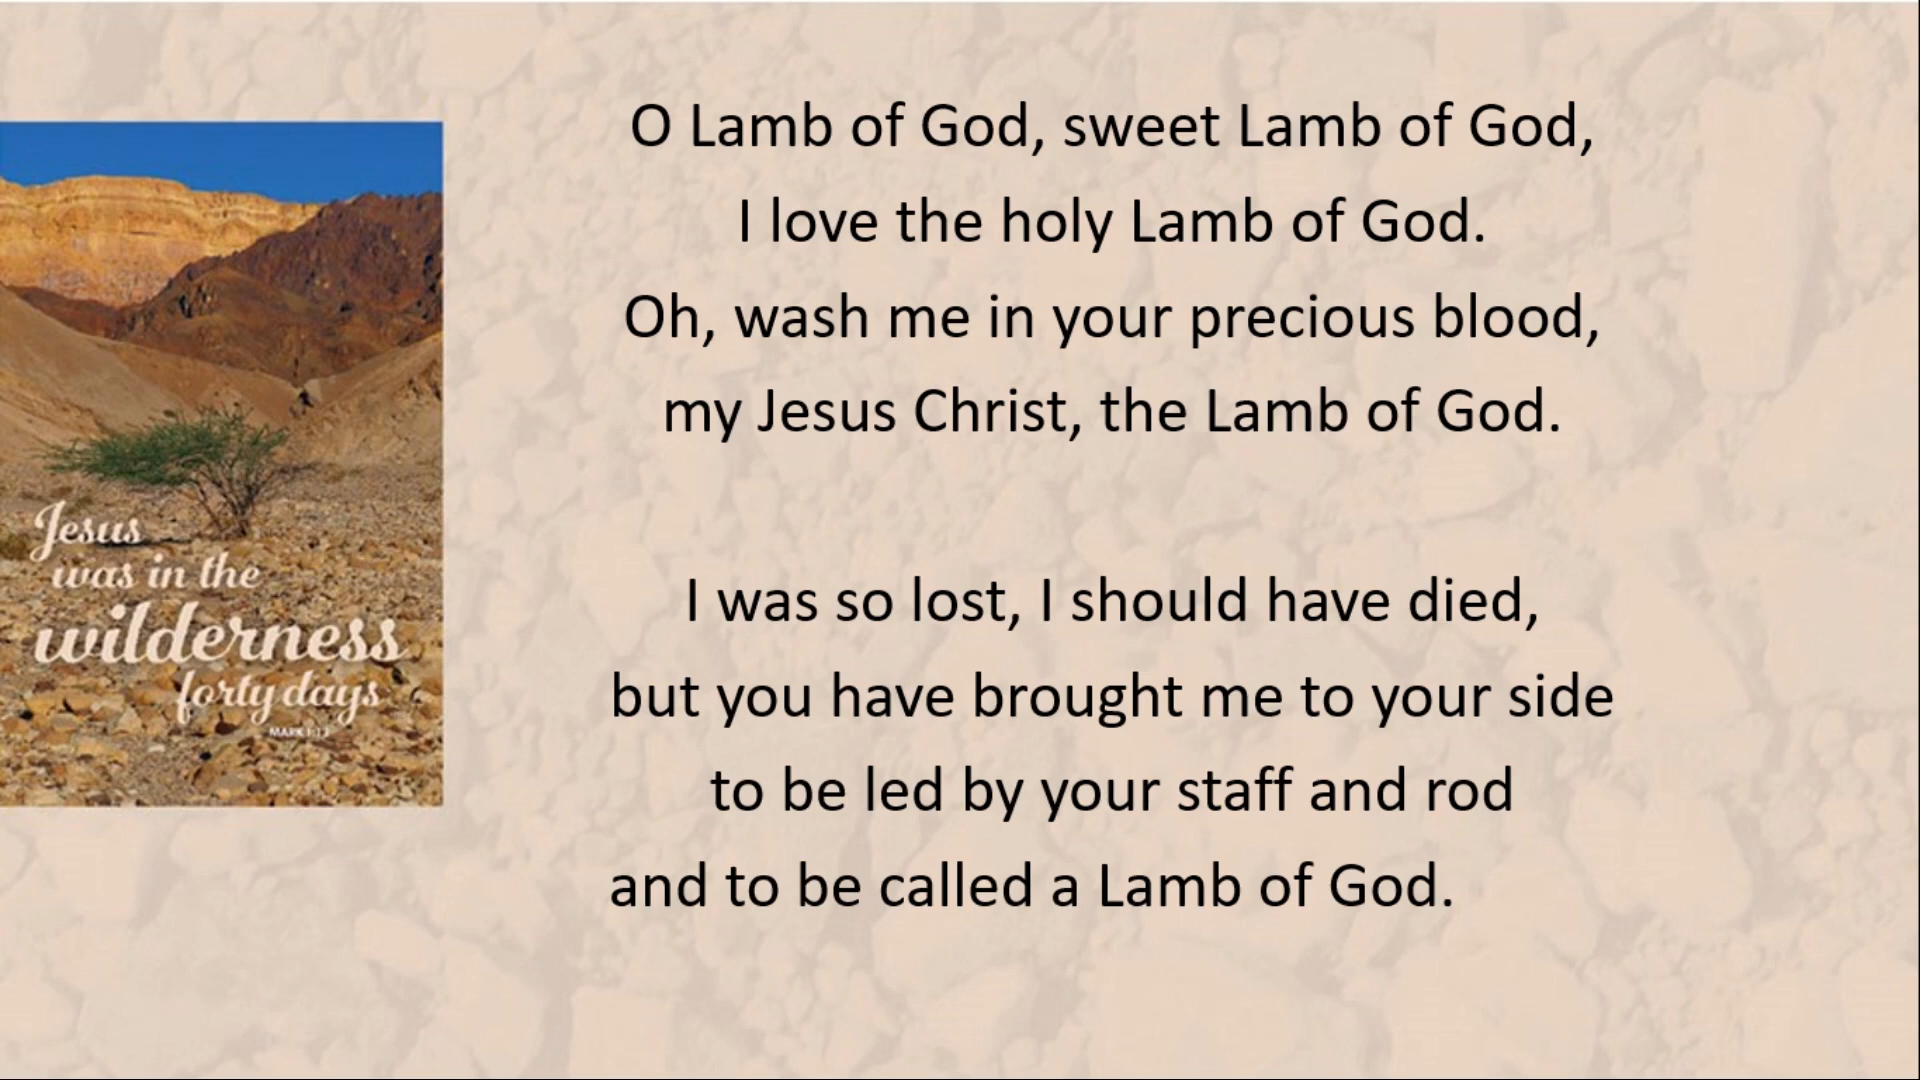 O Lamb of God, sweet Lamb of God,
I love the holy Lamb of God.
Oh, wash me in your precious blood,
my Jesus Christ, the Lamb of God.
I was so lost, I should have died,
but you have brought me to your side
to be led by your staff and rod
and to be called a Lamb of God.
Jesus
was in the
wilderness
forty days
MARK 1:13